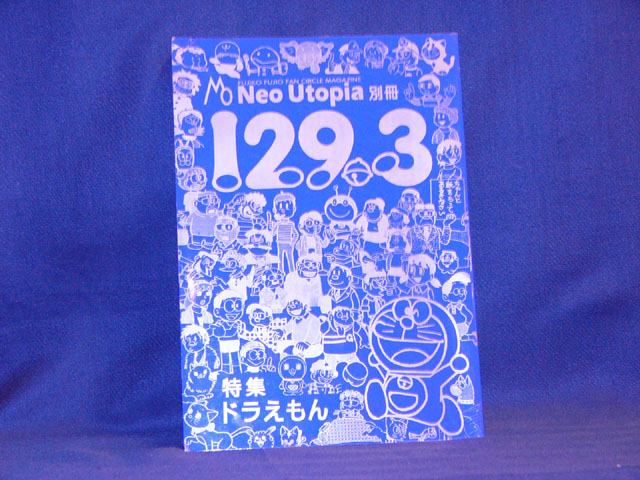 FUJIKO FUJIO FAN CIRCLE MAGAZINE
Neo Utopia 別冊
129.3
特集
ドラえもん